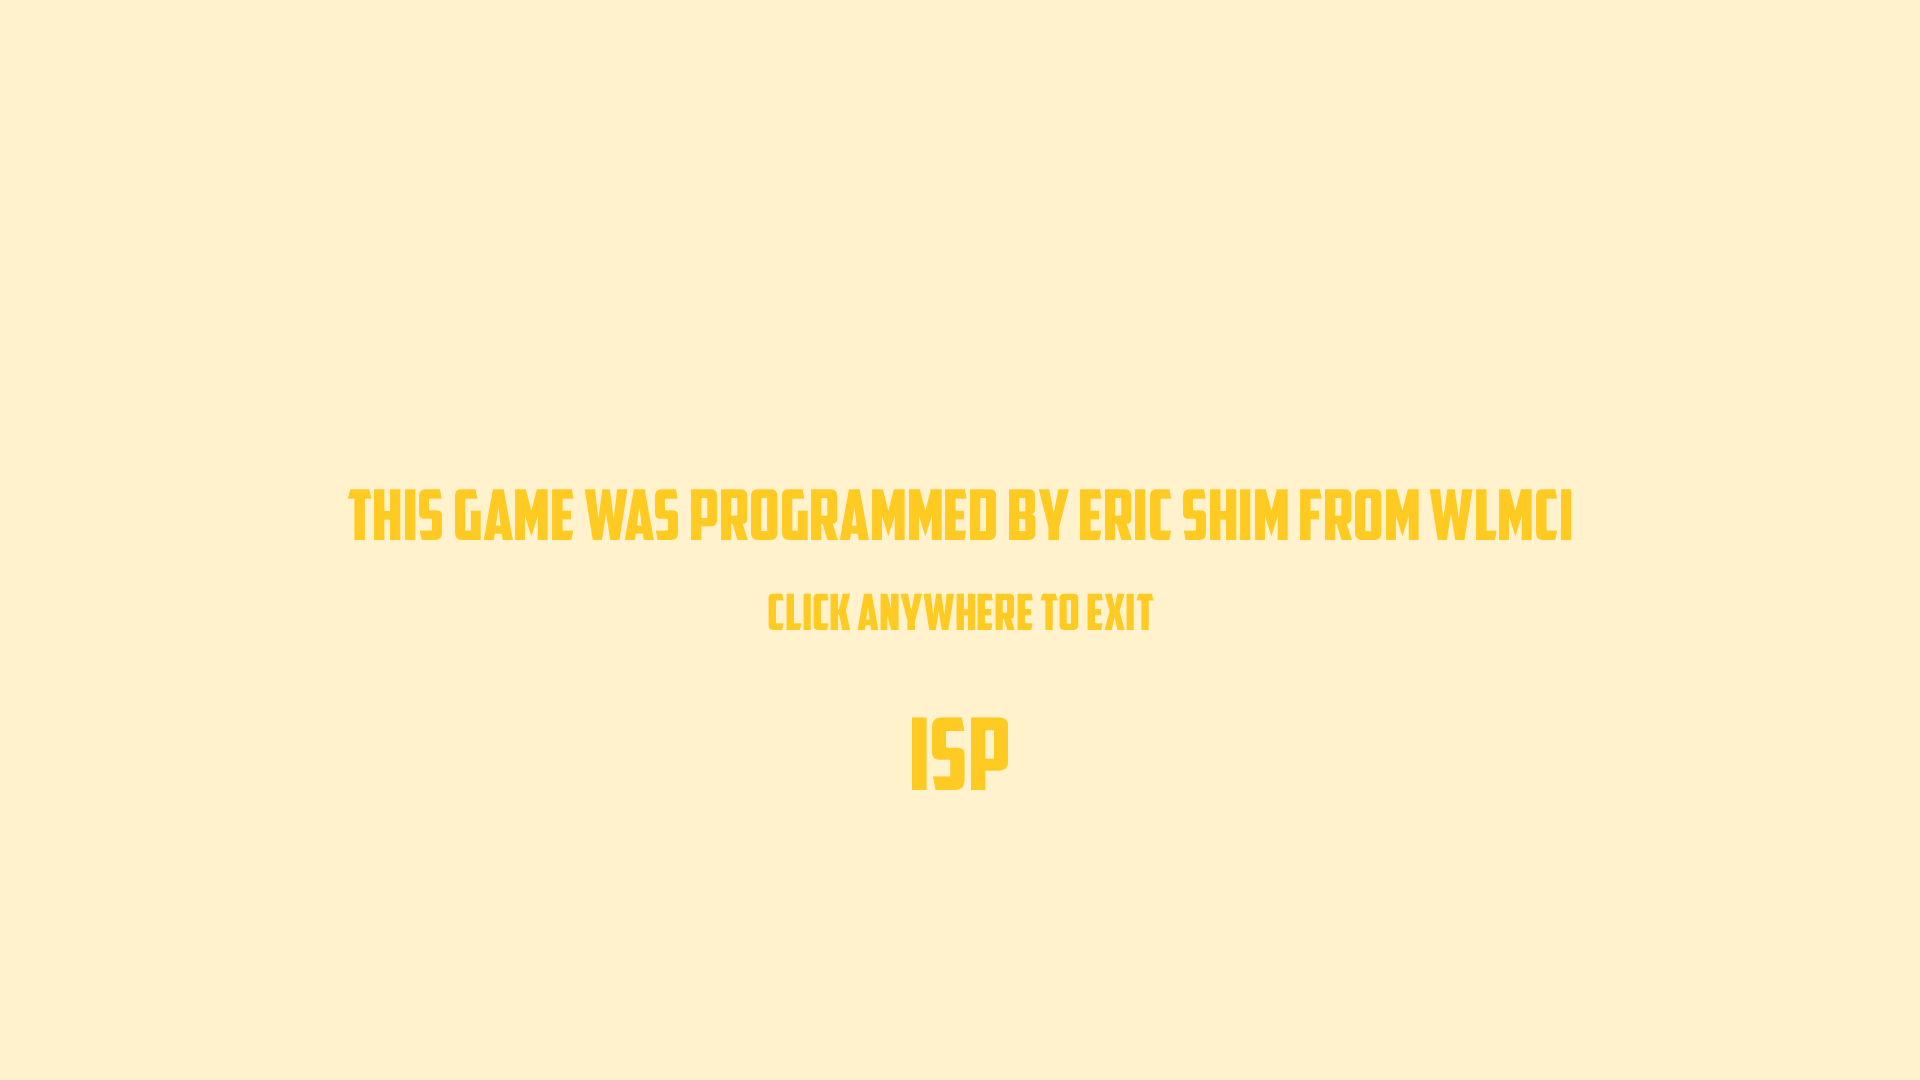 THIS GAME WAS PROGRAMMED BY ERIC SHIM FROM WLMCI
CLICK ANYWHERE TO EXIT
ISP